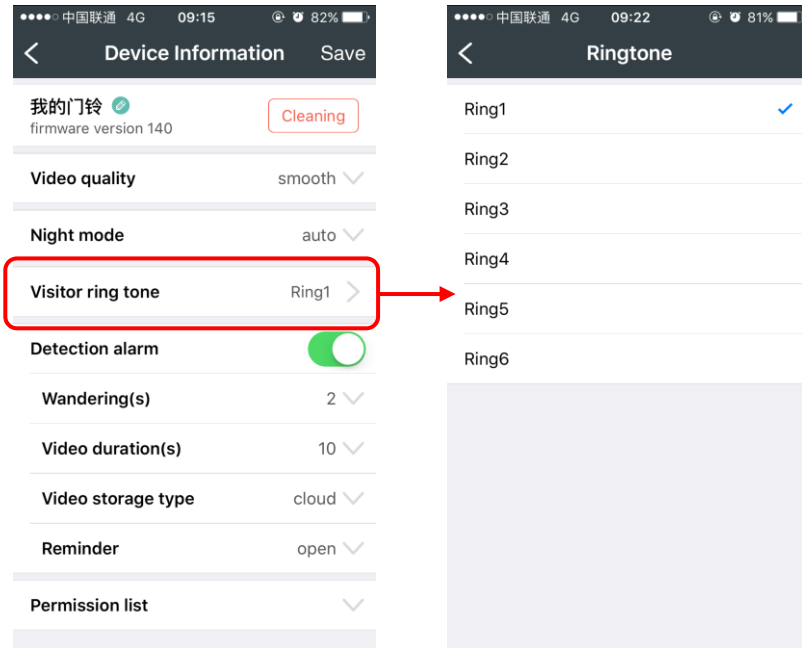 中国联通 4G 09:15 82%
Device Information Save
我的门铃
firmware version 140
Cleaning
Video quality smooth
Night mode auto
Visitor ring tone Ring1
Detection alarm
Wandering(s) 2
Video duration(s) 10
Video storage type cloud
Reminder open
Permission list
中国联通 4G 09:22 81%
Ringtone
Ring1
Ring2
Ring3
Ring4
Ring5
Ring6